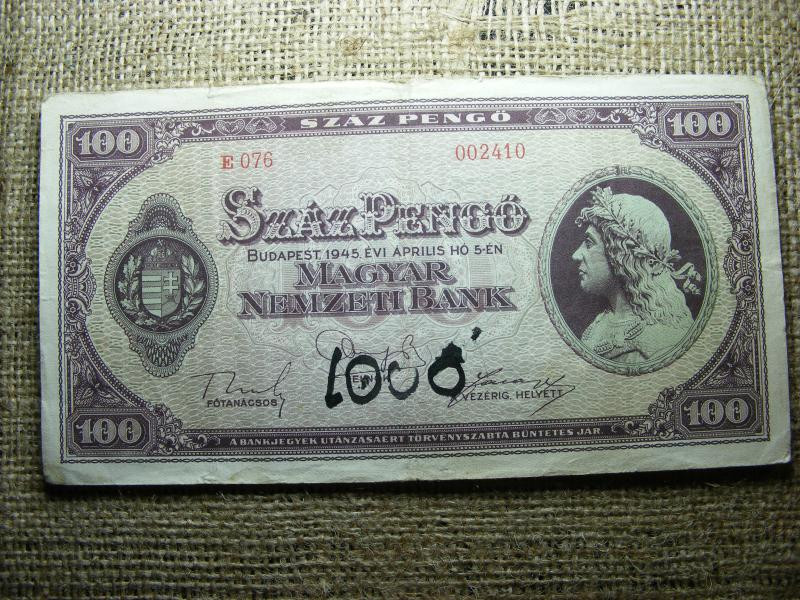 100 SZÁZ PENGŐ 100
E 076 002410
SZÁZ PENGŐ
BUDAPEST, 1945. ÉVI ÁPRILIS HÓ 5-ÉN
MAGYAR
NEMZETI BANK
1000
FŐTANÁCSOS VEZÉRIG. HELYETT
100 100
A BANKJEGYEK UTÁNZÁSÁÉRT TÖRVÉNYSZABTA BÜNTETÉS JÁR.